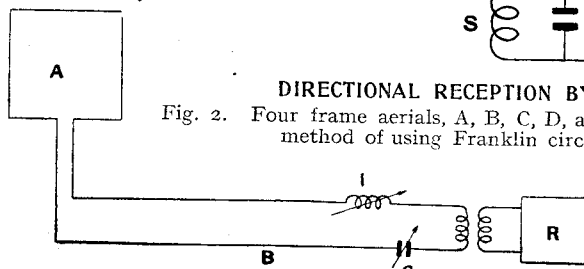 S
A
DIRECTIONAL RECEPTION BY
Fig. 2. Four frame aerials, A, B, C, D, a
method of using Franklin circ
I
R
B